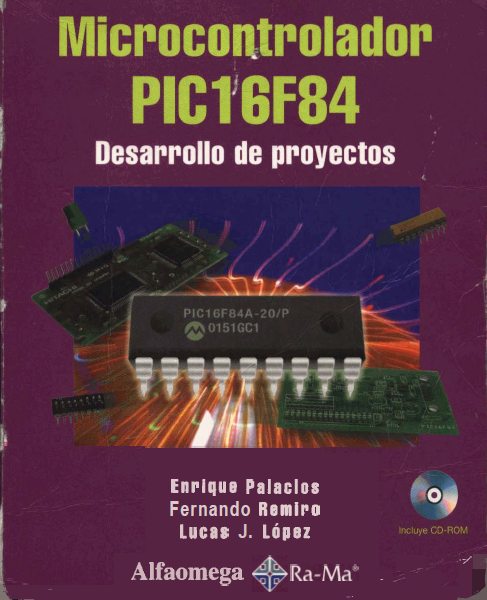 Microcontrolador
PIC16F84
Desarrollo de proyectos
HITACHI
PIC16F84A-20/P
0151GC1
Enrique Palacios
Fernando Remiro
Lucas J. López
Incluye CD-ROM
Alfaomega Ra-Ma®